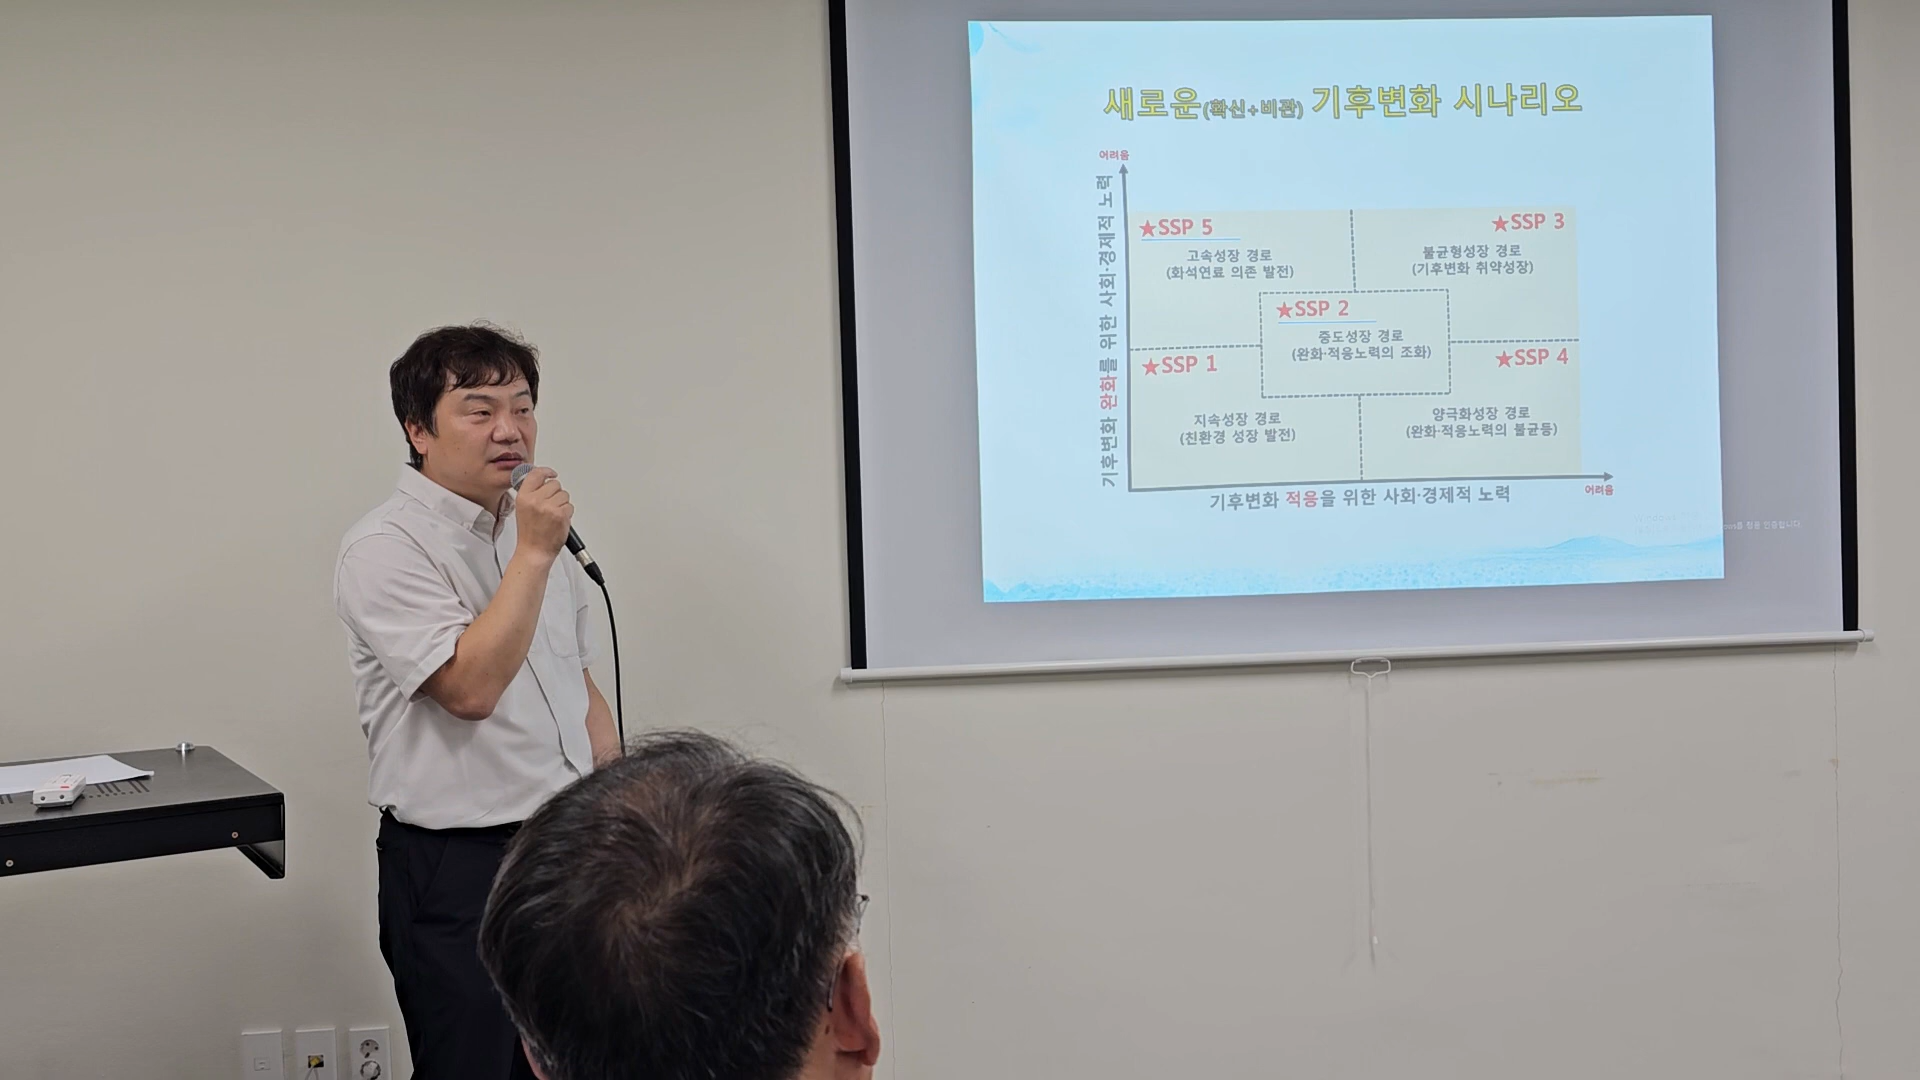 새로운(확신+비관) 기후변화 시나리오
어려움
기후변화 완화를 위한 사회·경제적 노력
★SSP 5
고속성장 경로
(화석연료 의존 발전)
★SSP 3
불균형성장 경로
(기후변화 취약성장)
★SSP 2
중도성장 경로
(완화·적응노력의 조화)
★SSP 1
지속성장 경로
(친환경 성장 발전)
★SSP 4
양극화성장 경로
(완화·적응노력의 불균등)
기후변화 적응을 위한 사회·경제적 노력
어려움